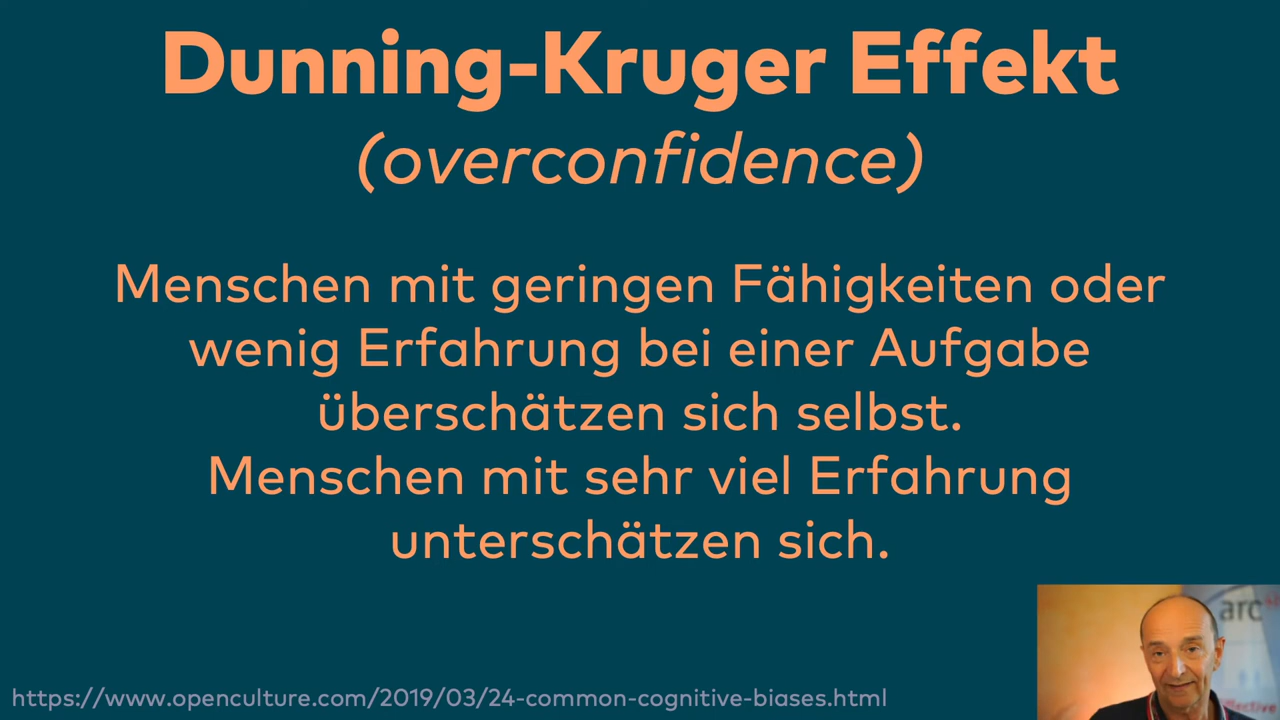 Dunning-Kruger Effekt
(overconfidence)
Menschen mit geringen Fähigkeiten oder
wenig Erfahrung bei einer Aufgabe
überschätzen sich selbst.
Menschen mit sehr viel Erfahrung
unterschätzen sich.
arc
https://www.openculture.com/2019/03/24-common-cognitive-biases.html